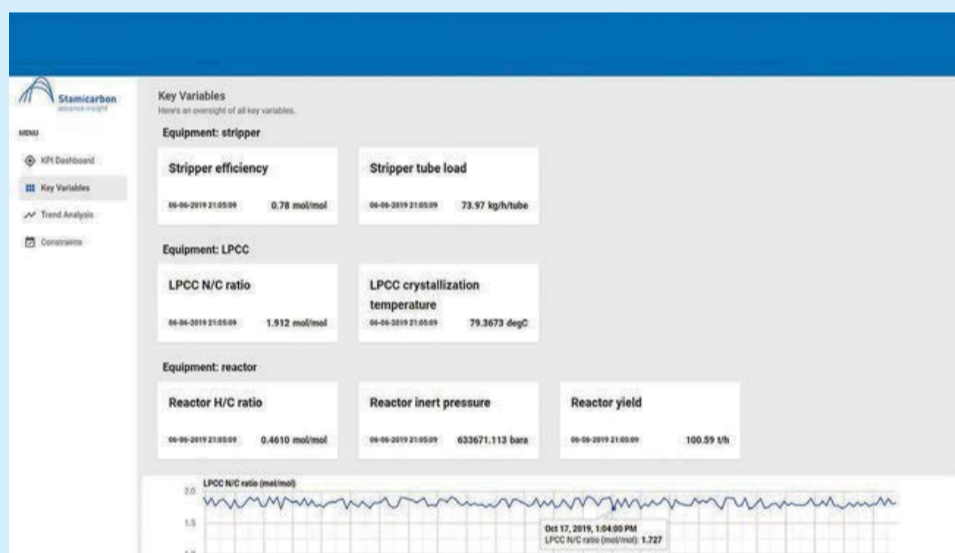 Stamicarbon
advance insight
MENU
KPI Dashboard
Key Variables
Trend Analysis
Constraints
Key Variables
Here's an oversight of all key variables.
Equipment: stripper
Stripper efficiency
06-06-2019 21:05:09 0.78 mol/mol
Stripper tube load
06-06-2019 21:05:09 73.97 kg/h/tube
Equipment: LPCC
LPCC N/C ratio
06-06-2019 21:05:09 1.912 mol/mol
LPCC crystallization
temperature
06-06-2019 21:05:09 79.3673 degC
Equipment: reactor
Reactor H/C ratio
06-06-2019 21:05:09 0.4610 mol/mol
Reactor inert pressure
06-06-2019 21:05:09 633671.113 bara
Reactor yield
06-06-2019 21:05:09 100.59 t/h
LPCC N/C ratio (mol/mol)
2.0
1.5
Oct 17, 2019, 1:04:00 PM
LPCC N/C ratio (mol/mol): 1.727